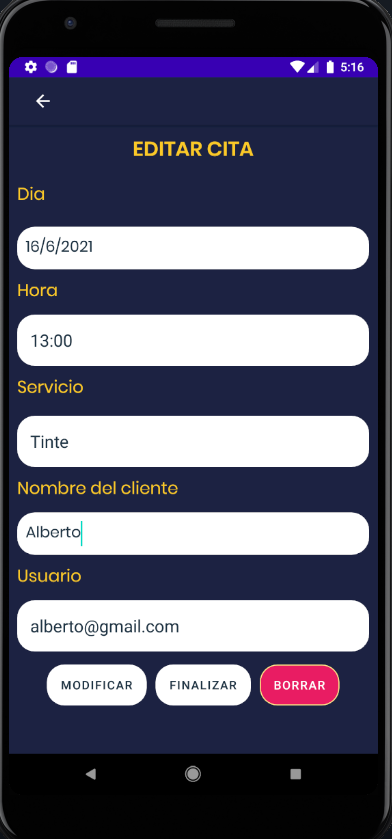 5:16
EDITAR CITA
Dia
16/6/2021
Hora
13:00
Servicio
Tinte
Nombre del cliente
Alberto
Usuario
alberto@gmail.com
MODIFICAR FINALIZAR BORRAR